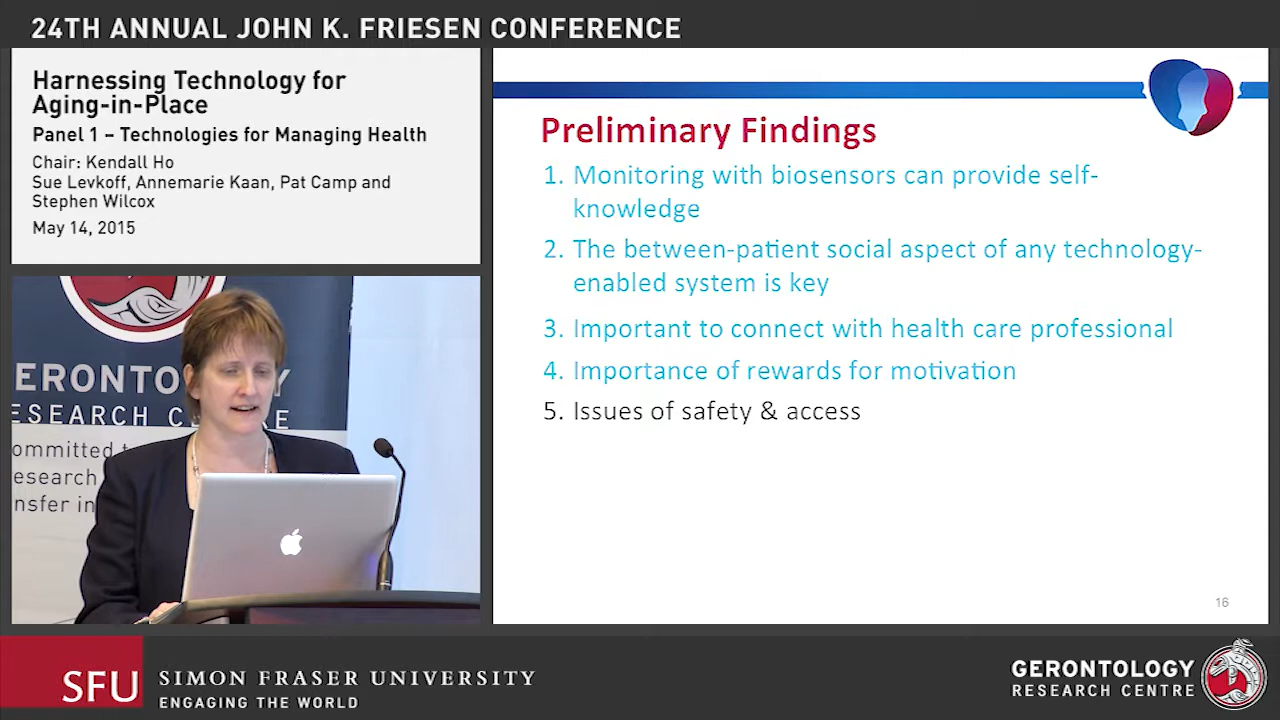 24TH ANNUAL JOHN K. FRIESEN CONFERENCE
Harnessing Technology for
Aging-in-Place
Panel 1 – Technologies for Managing Health
Chair: Kendall Ho
Sue Levkoff, Annemarie Kaan, Pat Camp and
Stephen Wilcox
May 14, 2015
ERONTOLOGY
ESEARCH CENTRE
ommitted t
esearch
nsfer in
Preliminary Findings
1. Monitoring with biosensors can provide self-
knowledge
2. The between-patient social aspect of any technology-
enabled system is key
3. Important to connect with health care professional
4. Importance of rewards for motivation
5. Issues of safety & access
16
SFU
SIMON FRASER UNIVERSITY
ENGAGING THE WORLD
GERONTOLOGY
RESEARCH CENTRE